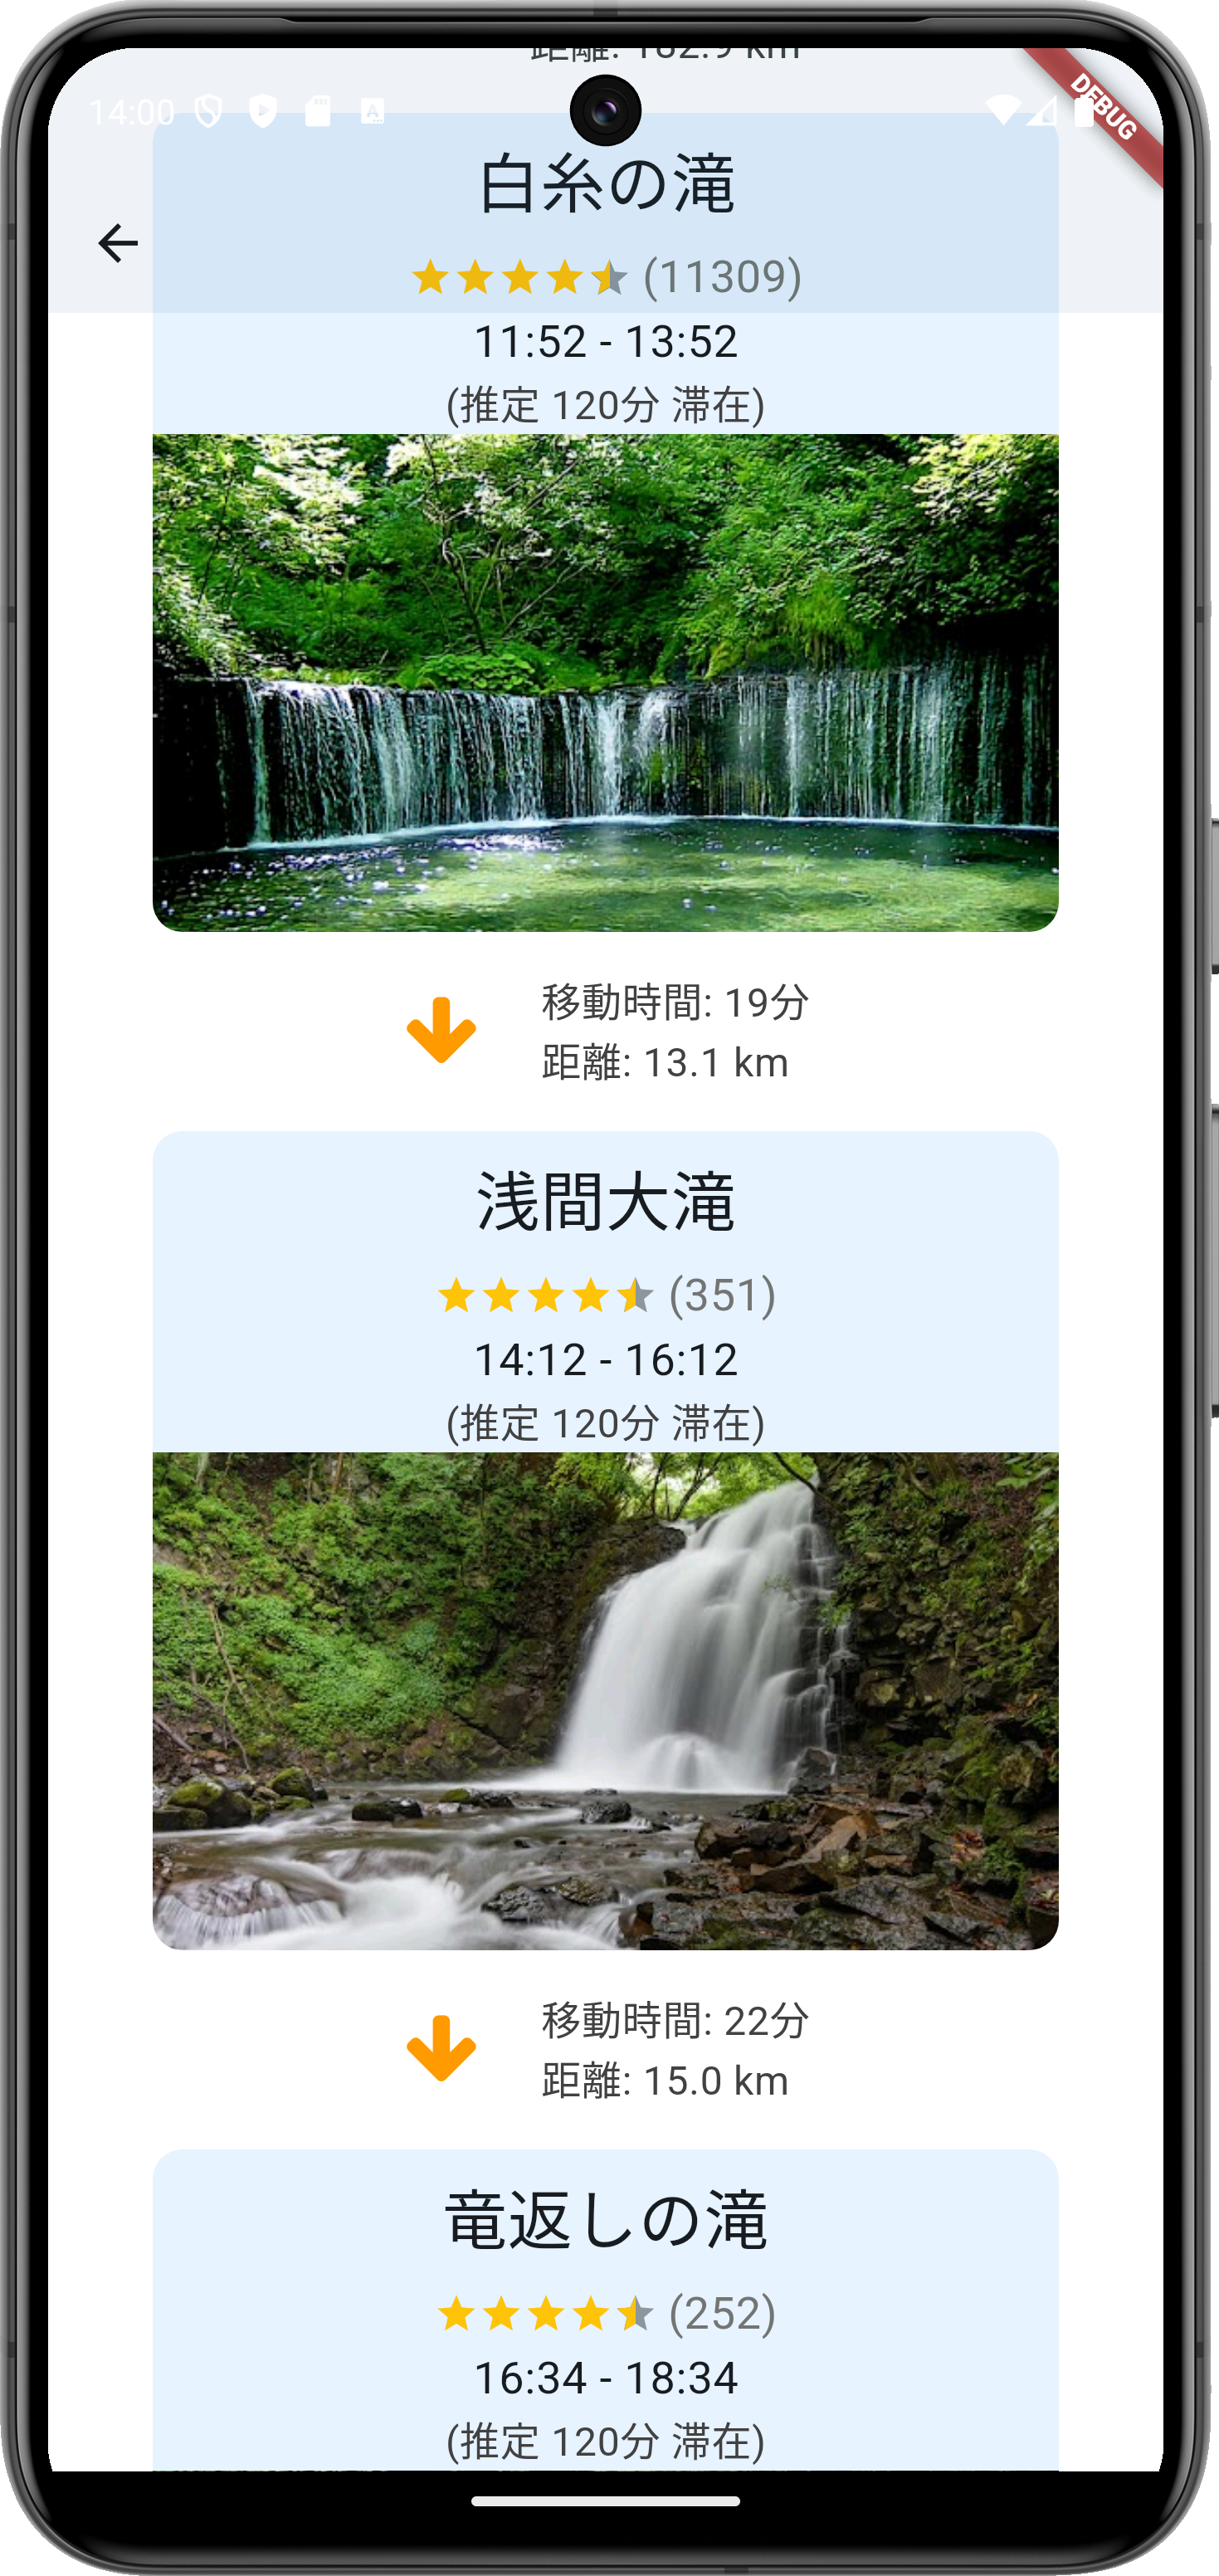 距離: 182.9 km
14:00
DEBUG
白糸の滝
(11309)
11:52 - 13:52
(推定 120分 滞在)
移動時間: 19分
距離: 13.1 km
浅間大滝
(351)
14:12 - 16:12
(推定 120分 滞在)
移動時間: 22分
距離: 15.0 km
竜返しの滝
(252)
16:34 - 18:34
(推定 120分 滞在)